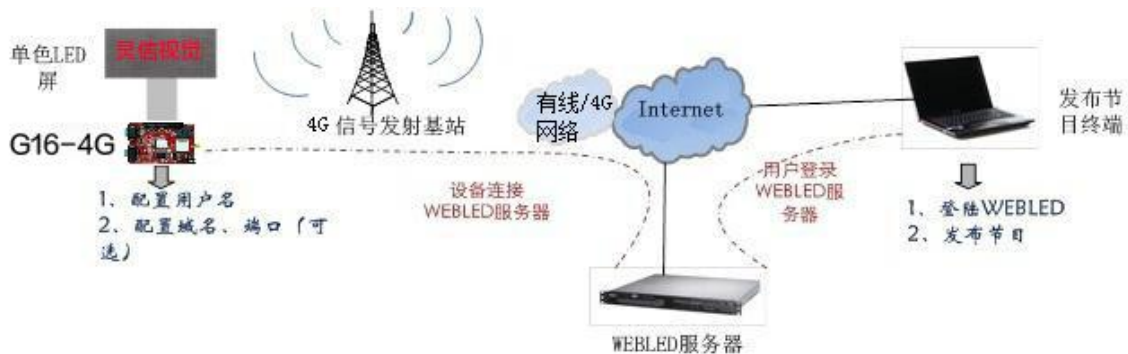 单色LED
屏
灵信视觉
G16-4G
1、配置用户名
2、配置域名、端口（可
选）
4G 信号发射基站
有线/4G
网络
Internet
设备连接
WEBLED服务器
用户登录
WEBLED服
务器
发布节
目终端
1、登陆WEBLED
2、发布节目
WEBLED服务器